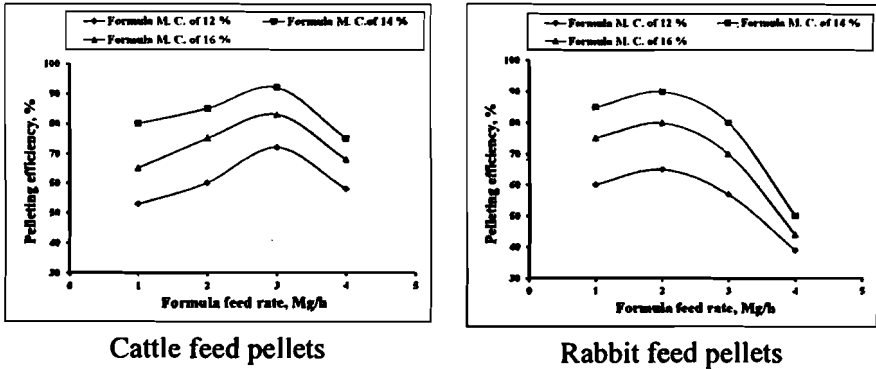 Formula M. C. of 12 % Formula M. C.of 14 %
Formula M. C. of 16 %
Pelleting efficiency, %
100
90
80
70
60
50
40
30
0 1 2 3 4 5
Formula feed rate, Mg/h
Cattle feed pellets
Formula M. C. of 12 % Formula M. C. of 14 %
Formula M. C. of 16 %
Pelleting efficiency, %
100
90
80
70
60
50
40
30
0 1 2 3 4 5
Formula feed rate, Mg/h
Rabbit feed pellets